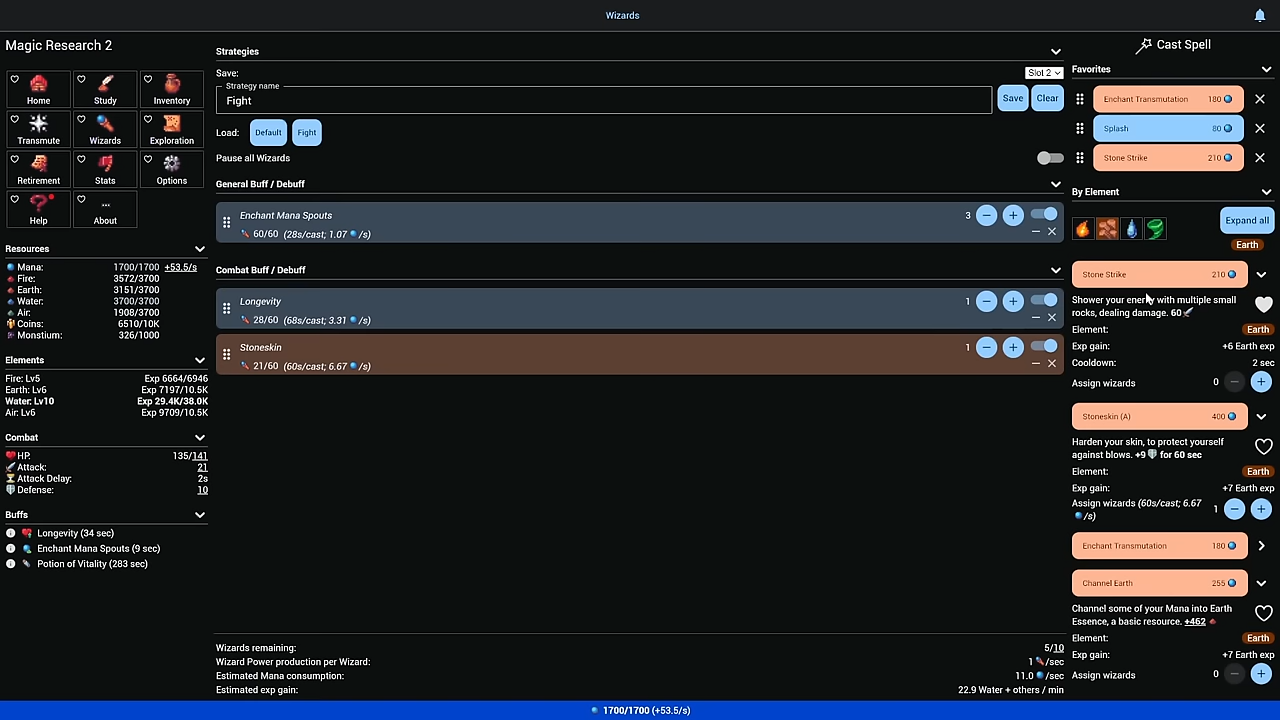 Wizards
Magic Research 2
Home
Study
Inventory
Transmute
Wizards
Exploration
Retirement
Stats
Options
Help
About
Resources
Mana: 1700/1700 +53.5/s
Fire: 3572/3700
Earth: 3151/3700
Water: 3700/3700
Air: 1908/3700
Coins: 6510/10K
Monstium: 326/1000
Elements
Fire: Lv5 Exp 6664/6946
Earth: Lv6 Exp 7197/10.5K
Water: Lv10 Exp 29.4K/38.0K
Air: Lv6 Exp 9709/10.5K
Combat
HP: 135/141
Attack: 21
Attack Delay: 2s
Defense: 10
Buffs
Longevity (34 sec)
Enchant Mana Spouts (9 sec)
Potion of Vitality (283 sec)
Strategies
Save: Slot 2
Strategy name
Fight
Save
Clear
Load: Default Fight
Pause all Wizards
General Buff / Debuff
Enchant Mana Spouts 3
60/60 (28s/cast; 1.07 /s)
Combat Buff / Debuff
Longevity 1
28/60 (68s/cast; 3.31 /s)
Stoneskin 1
21/60 (60s/cast; 6.67 /s)
Wizards remaining: 5/10
Wizard Power production per Wizard: 1 /sec
Estimated Mana consumption: 11.0 /sec
Estimated exp gain: 22.9 Water + others / min
Cast Spell
Favorites
Enchant Transmutation 180
Splash 80
Stone Strike 210
By Element
Expand all
Earth
Stone Strike 210
Shower your enemy with multiple small
rocks, dealing damage. 60
Element: Earth
Exp gain: +6 Earth exp
Cooldown: 2 sec
Assign wizards 0
Stoneskin (A) 400
Harden your skin, to protect yourself
against blows. +9 for 60 sec
Element: Earth
Exp gain: +7 Earth exp
Assign wizards (60s/cast; 6.67
/s) 1
Enchant Transmutation 180
Channel Earth 255
Channel some of your Mana into Earth
Essence, a basic resource. +462
Element: Earth
Exp gain: +7 Earth exp
Assign wizards 0
1700/1700 (+53.5/s)